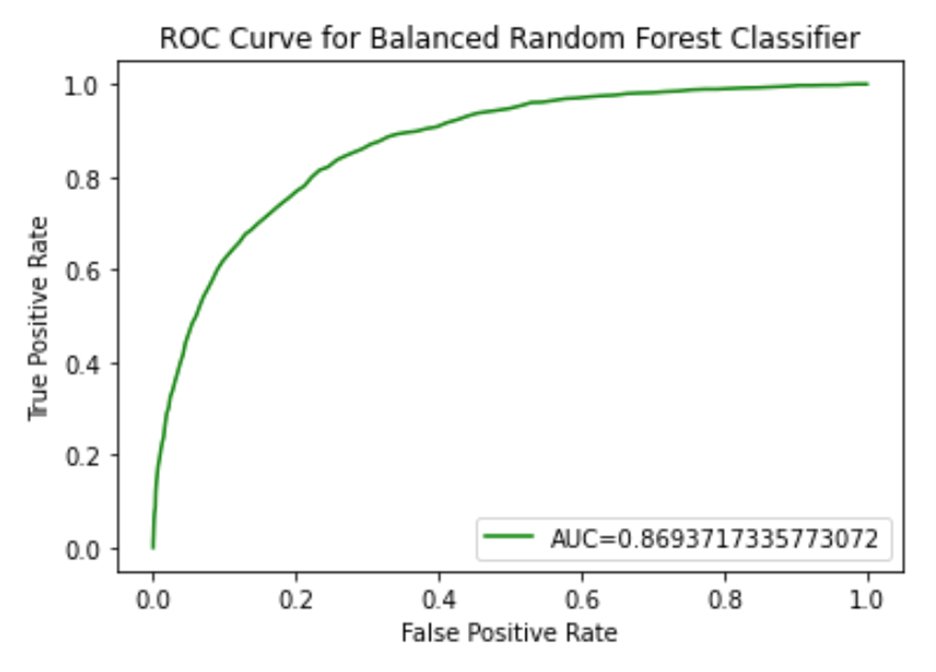 ROC Curve for Balanced Random Forest Classifier
1.0
0.8
0.6
0.4
0.2
0.0
True Positive Rate
AUC=0.8693717335773072
0.0 0.2 0.4 0.6 0.8 1.0
False Positive Rate